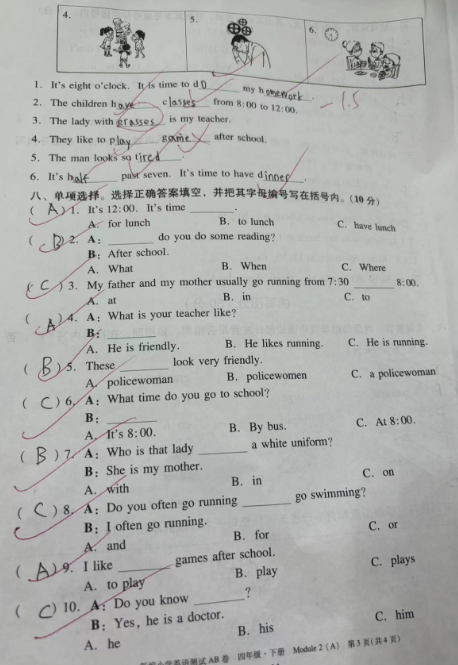 4. 5. 6.
1. It's eight o'clock. It is time to do my homework.
2. The children have classes from 8:00 to 12:00. -1.5
3. The lady with grasses is my teacher.
4. They like to play game after school.
5. The man looks so tired.
6. It's half past seven. It's time to have dinner.
八、单项选择。选择正确答案填空，并把其字母编号写在括号内。(10 分)
( A ) 1. It's 12:00. It's time ______.
A. for lunch B. to lunch C. have lunch
( B ) 2. A: ______ do you do some reading?
B: After school.
A. What B. When C. Where
( C ) 3. My father and my mother usually go running from 7:30 ______ 8:00.
A. at B. in C. to
( A ) 4. A: What is your teacher like?
B: ______
A. He is friendly. B. He likes running. C. He is running.
( B ) 5. These ______ look very friendly.
A. policewoman B. policewomen C. a policewoman
( C ) 6. A: What time do you go to school?
B: ______
A. It's 8:00. B. By bus. C. At 8:00.
( B ) 7. A: Who is that lady ______ a white uniform?
B: She is my mother.
A. with B. in C. on
( C ) 8. A: Do you often go running ______ go swimming?
B: I often go running.
A. and B. for C. or
( A ) 9. I like ______ games after school.
A. to play B. play C. plays
( C ) 10. A: Do you know ______?
B: Yes, he is a doctor.
A. he B. his C. him
小学英语测试AB卷 四年级·下册 Module 2 (A) 第3页(共4页)